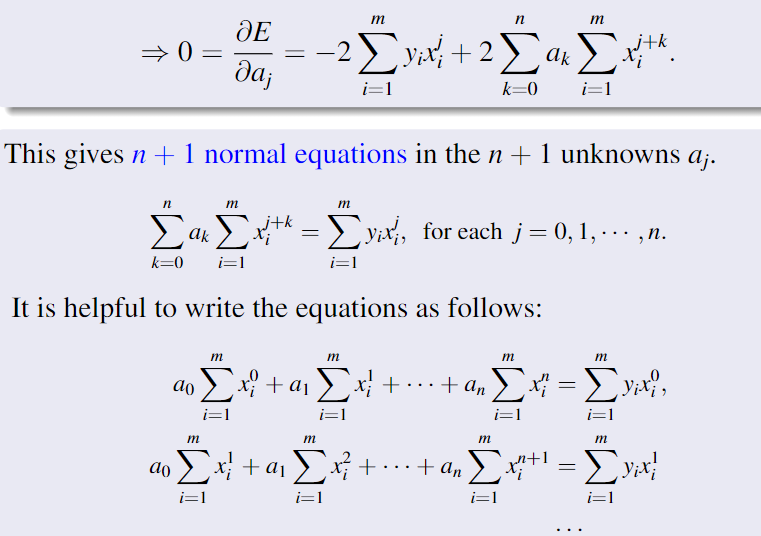 ⇒ 0 = ∂E/∂a_j = −2 ∑_{i=1}^{m} y_i x_i^j + 2 ∑_{k=0}^{n} a_k ∑_{i=1}^{m} x_i^{j+k}.
This gives n + 1 normal equations in the n + 1 unknowns a_j.
∑_{k=0}^{n} a_k ∑_{i=1}^{m} x_i^{j+k} = ∑_{i=1}^{m} y_i x_i^j, for each j = 0, 1, ⋯ , n.
It is helpful to write the equations as follows:
a_0 ∑_{i=1}^{m} x_i^0 + a_1 ∑_{i=1}^{m} x_i^1 + ⋯ + a_n ∑_{i=1}^{m} x_i^n = ∑_{i=1}^{m} y_i x_i^0,
a_0 ∑_{i=1}^{m} x_i^1 + a_1 ∑_{i=1}^{m} x_i^2 + ⋯ + a_n ∑_{i=1}^{m} x_i^{n+1} = ∑_{i=1}^{m} y_i x_i^1
⋯